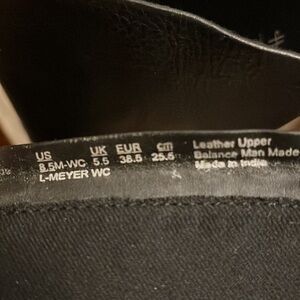 US UK EUR cm Leather Upper
8.5M-WC 5.5 38.5 25.5 Balance Man Made
L-MEYER WC Made in India